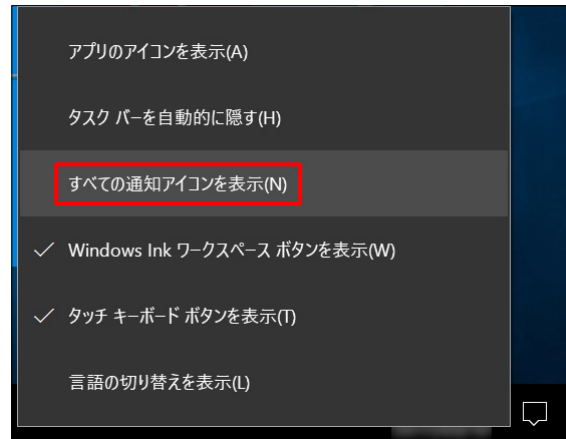 アプリのアイコンを表示(A)
タスク バーを自動的に隠す(H)
すべての通知アイコンを表示(N)
Windows Ink ワークスペース ボタンを表示(W)
タッチ キーボード ボタンを表示(T)
言語の切り替えを表示(L)